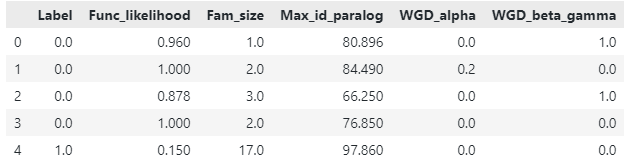 Label Func_likelihood Fam_size Max_id_paralog WGD_alpha WGD_beta_gamma
0 0.0 0.960 1.0 80.896 0.0 1.0
1 0.0 1.000 2.0 84.490 0.2 0.0
2 0.0 0.878 3.0 66.250 0.0 1.0
3 0.0 1.000 2.0 76.850 0.0 0.0
4 1.0 0.150 17.0 97.860 0.0 0.0